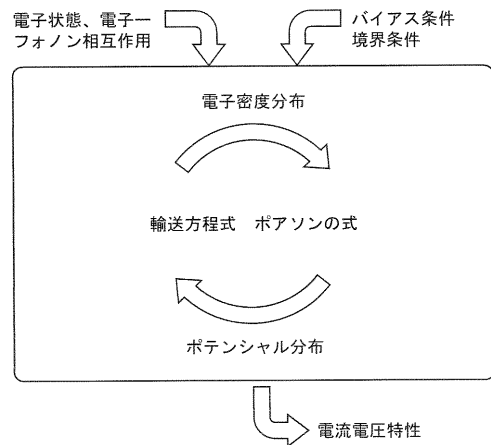 電子状態、電子ー
フォノン相互作用
バイアス条件
境界条件
電子密度分布
輸送方程式 ポアソンの式
ポテンシャル分布
電流電圧特性